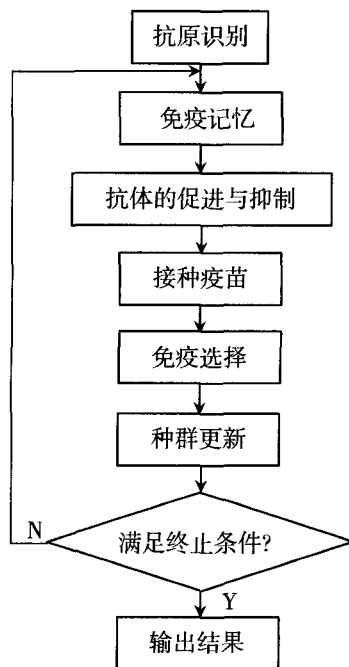 抗原识别
免疫记忆
抗体的促进与抑制
接种疫苗
免疫选择
种群更新
N
满足终止条件?
Y
输出结果